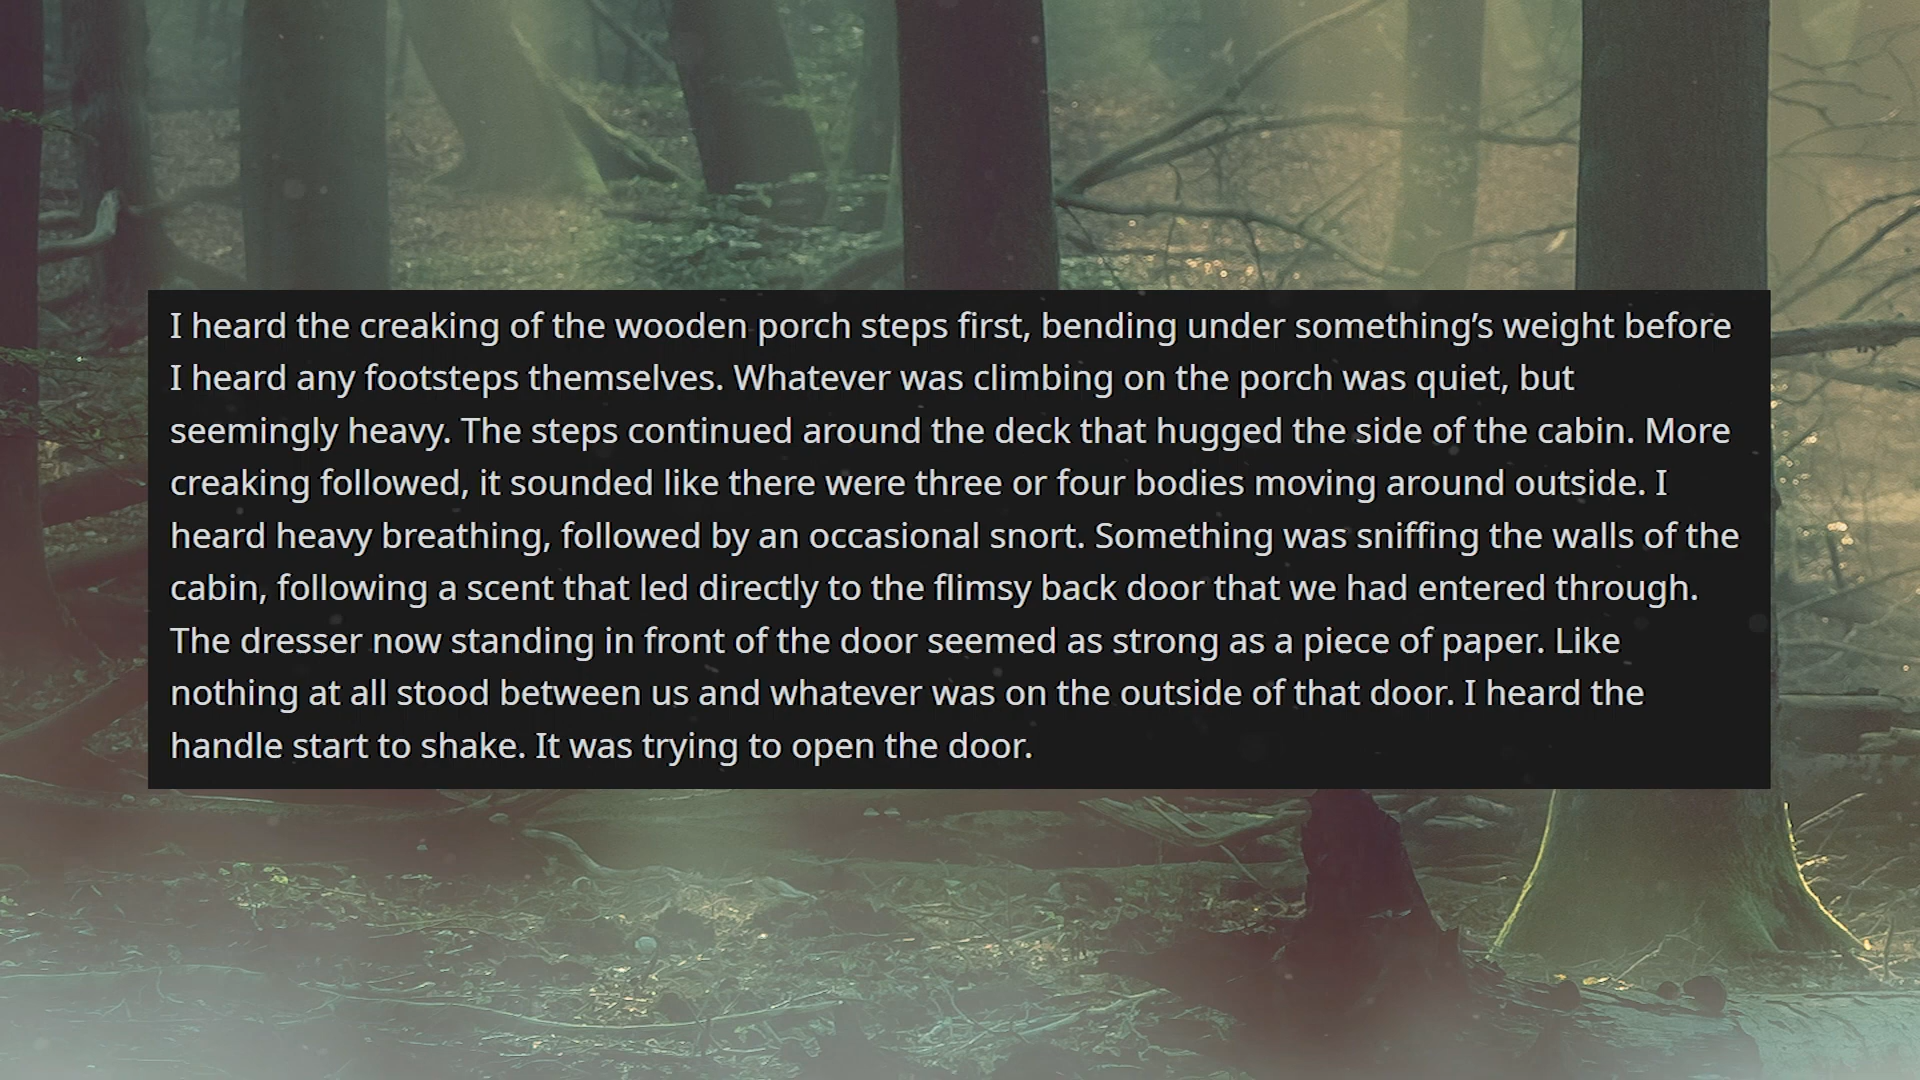 I heard the creaking of the wooden porch steps first, bending under something’s weight before
I heard any footsteps themselves. Whatever was climbing on the porch was quiet, but
seemingly heavy. The steps continued around the deck that hugged the side of the cabin. More
creaking followed, it sounded like there were three or four bodies moving around outside. I
heard heavy breathing, followed by an occasional snort. Something was sniffing the walls of the
cabin, following a scent that led directly to the flimsy back door that we had entered through.
The dresser now standing in front of the door seemed as strong as a piece of paper. Like
nothing at all stood between us and whatever was on the outside of that door. I heard the
handle start to shake. It was trying to open the door.